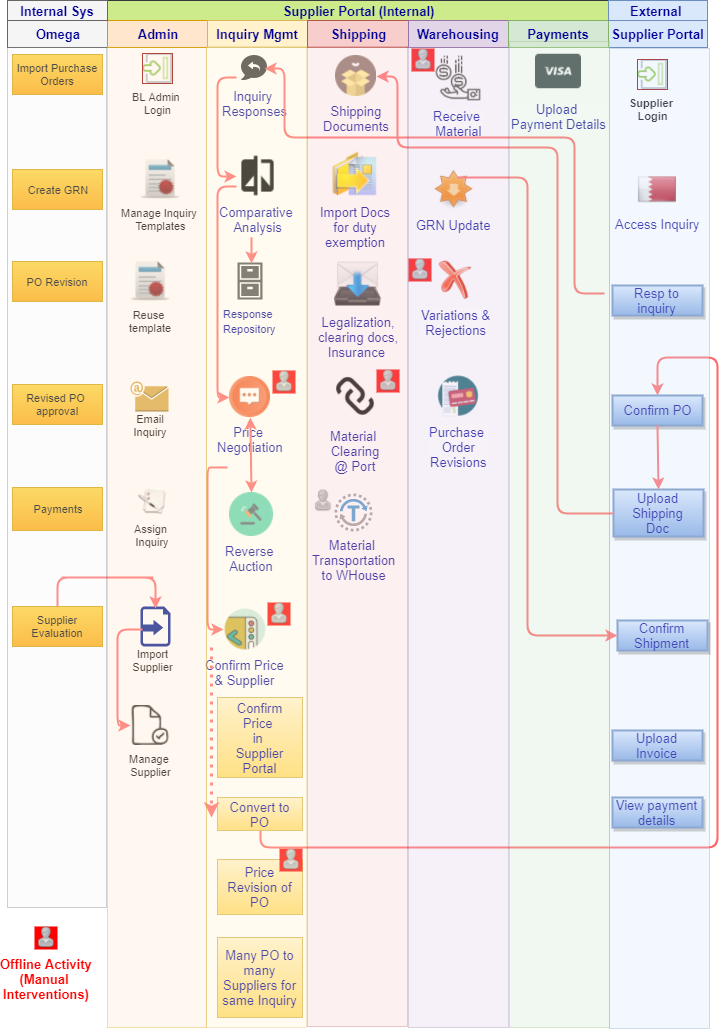 Internal Sys
Supplier Portal (Internal)
External
Omega
Admin
Inquiry Mgmt
Shipping
Warehousing
Payments
Supplier Portal
Import Purchase
Orders
Create GRN
PO Revision
Revised PO
approval
Payments
Supplier
Evaluation
Offline Activity
(Manual
Interventions)
BL Admin
Login
Manage Inquiry
Templates
Reuse
template
@
Email
Inquiry
Assign
Inquiry
Import
Supplier
Manage
Supplier
Inquiry
Responses
Comparative
Analysis
Response
Repository
Price
Negotiation
Reverse
Auction
Confirm Price
& Supplier
Confirm
Price
in
Supplier
Portal
Convert to
PO
Price
Revision of
PO
Many PO to
many
Suppliers for
same Inquiry
Shipping
Documents
Import Docs
for duty
exemption
Legalization,
clearing docs,
Insurance
Material
Clearing
@ Port
T
Material
Transportation
to WHouse
$ $
$
Receive
Material
GRN Update
Variations &
Rejections
Purchase
Order
Revisions
VISA
Upload
Payment Details
Supplier
Login
Access Inquiry
Resp to
inquiry
Confirm PO
Upload
Shipping
Doc
Confirm
Shipment
Upload
Invoice
View payment
details